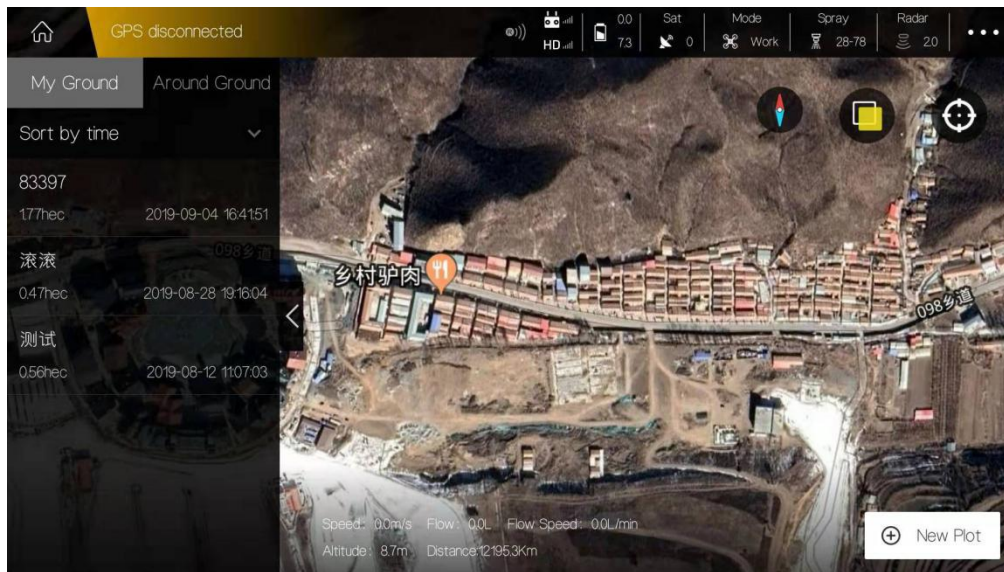 GPS disconnected
HD
0.0
7.3
Sat
0
Mode
Work
Spray
28-78
Radar
2.0
My Ground
Around Ground
Sort by time
83397
1.77hec 2019-09-04 16:41:51
滚滚
0.47hec 2019-08-28 19:16:04
测试
0.56hec 2019-08-12 11:07:03
098乡道
乡村驴肉
098乡道
Speed: 0.0m/s Flow: 0.0L Flow Speed: 0.0L/min
Altitude: 8.7m Distance:12195.3Km
New Plot